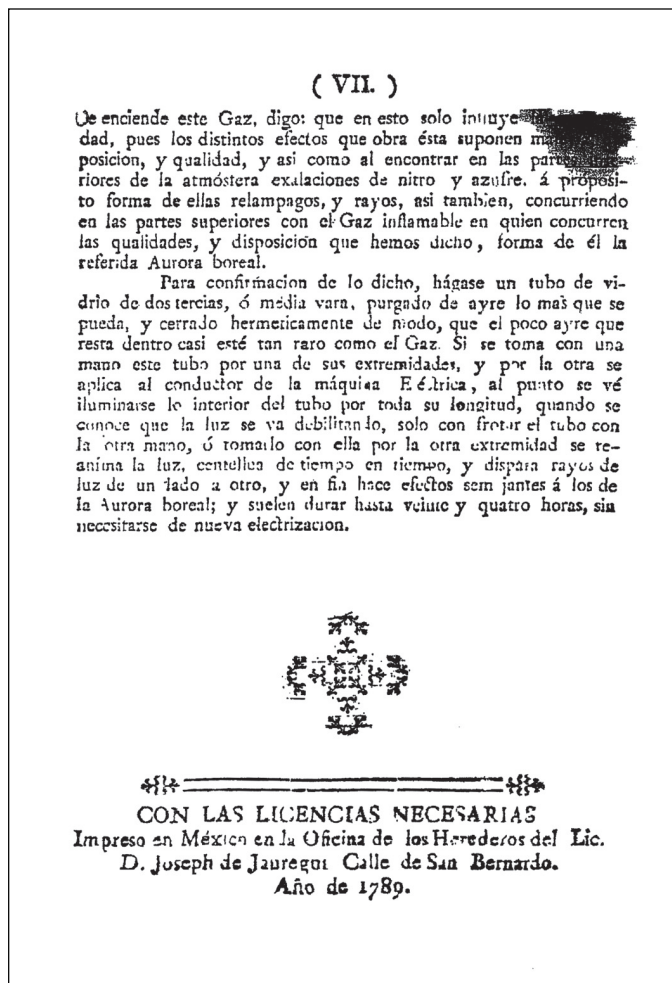 ( VII. )
enciende este Gaz, digo: que en esto solo
dad, pues los distintos efectos que obra ésta suponen
posicion, y qualidad, y asi como al encontrar en las
riores de la atmósfera exalaciones de nitro y azufre. á proposi-
to forma de ellas relampagos, y rayos, asi tambien, concurriendo
en las partes superiores con el Gaz inflamable en quien concurren
las qualidades, y disposición que hemos dicho, forma de él la
referida Aurora boreal.
Para confirmacion de lo dicho, hágase un tubo de vi-
drio de dos tercias, ó media vara, purgado de ayre lo mas que se
pueda, y cerrado hermeticamente de modo, que el poco ayre que
resta dentro casi esté tan raro como el Gaz. Si se toma con una
mano este tubo por una de sus extremidades, y por la otra se
aplica al conductor de la máquina Eléctrica, al punto se vé
iluminarse lo interior del tubo por toda su longitud, quando se
conoce que la luz se va debilitando, solo con frotar el tubo con
la otra mano, ó tomarlo con ella por la otra extremidad se re-
anima la luz, centellea de tiempo en tiempo, y dispara rayos de
luz de un lado a otro, y en fin hace efectos sem jantes á los de
la Aurora boreal; y suelen durar hasta veinte y quatro horas, sin
necesitarse de nueva electrizacion.
CON LAS LICENCIAS NECESARIAS
Impreso en México en la Oficina de los Herederos del Lic.
D. Joseph de Jauregui Calle de San Bernardo.
Año de 1789.